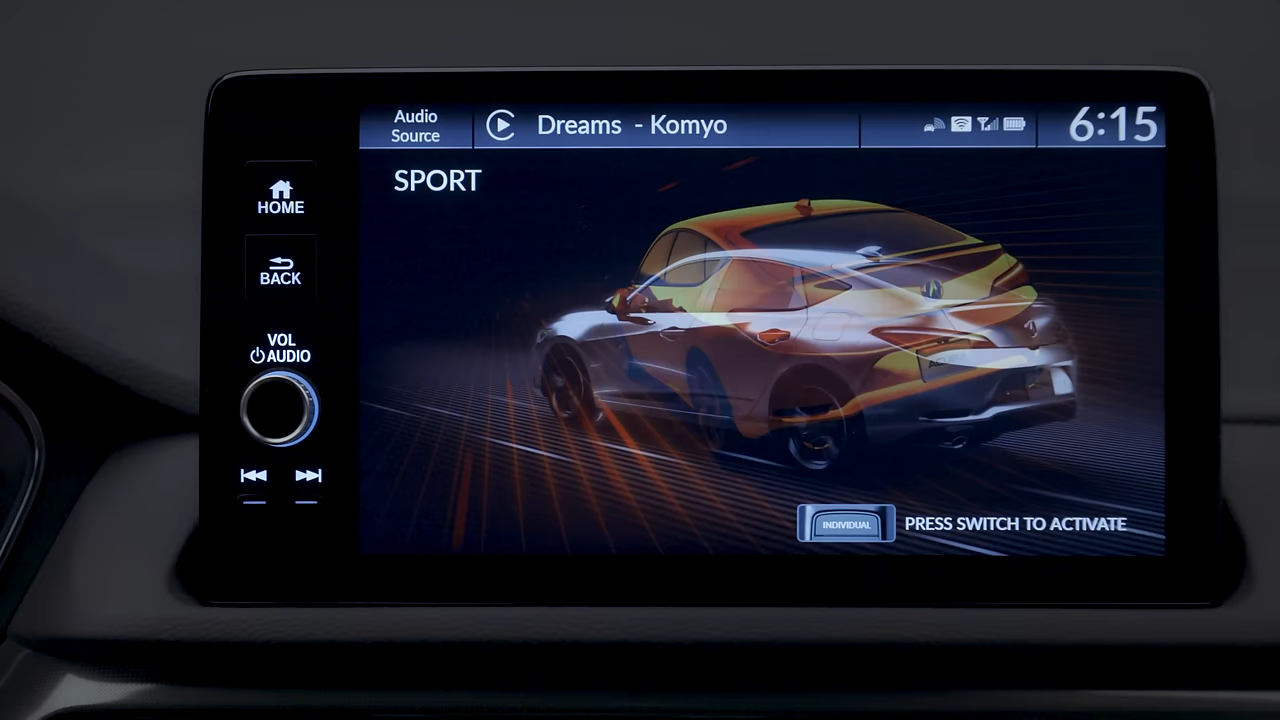 Audio
Source
Dreams - Komyo
6:15
SPORT
HOME
BACK
VOL
AUDIO
INDIVIDUAL
PRESS SWITCH TO ACTIVATE